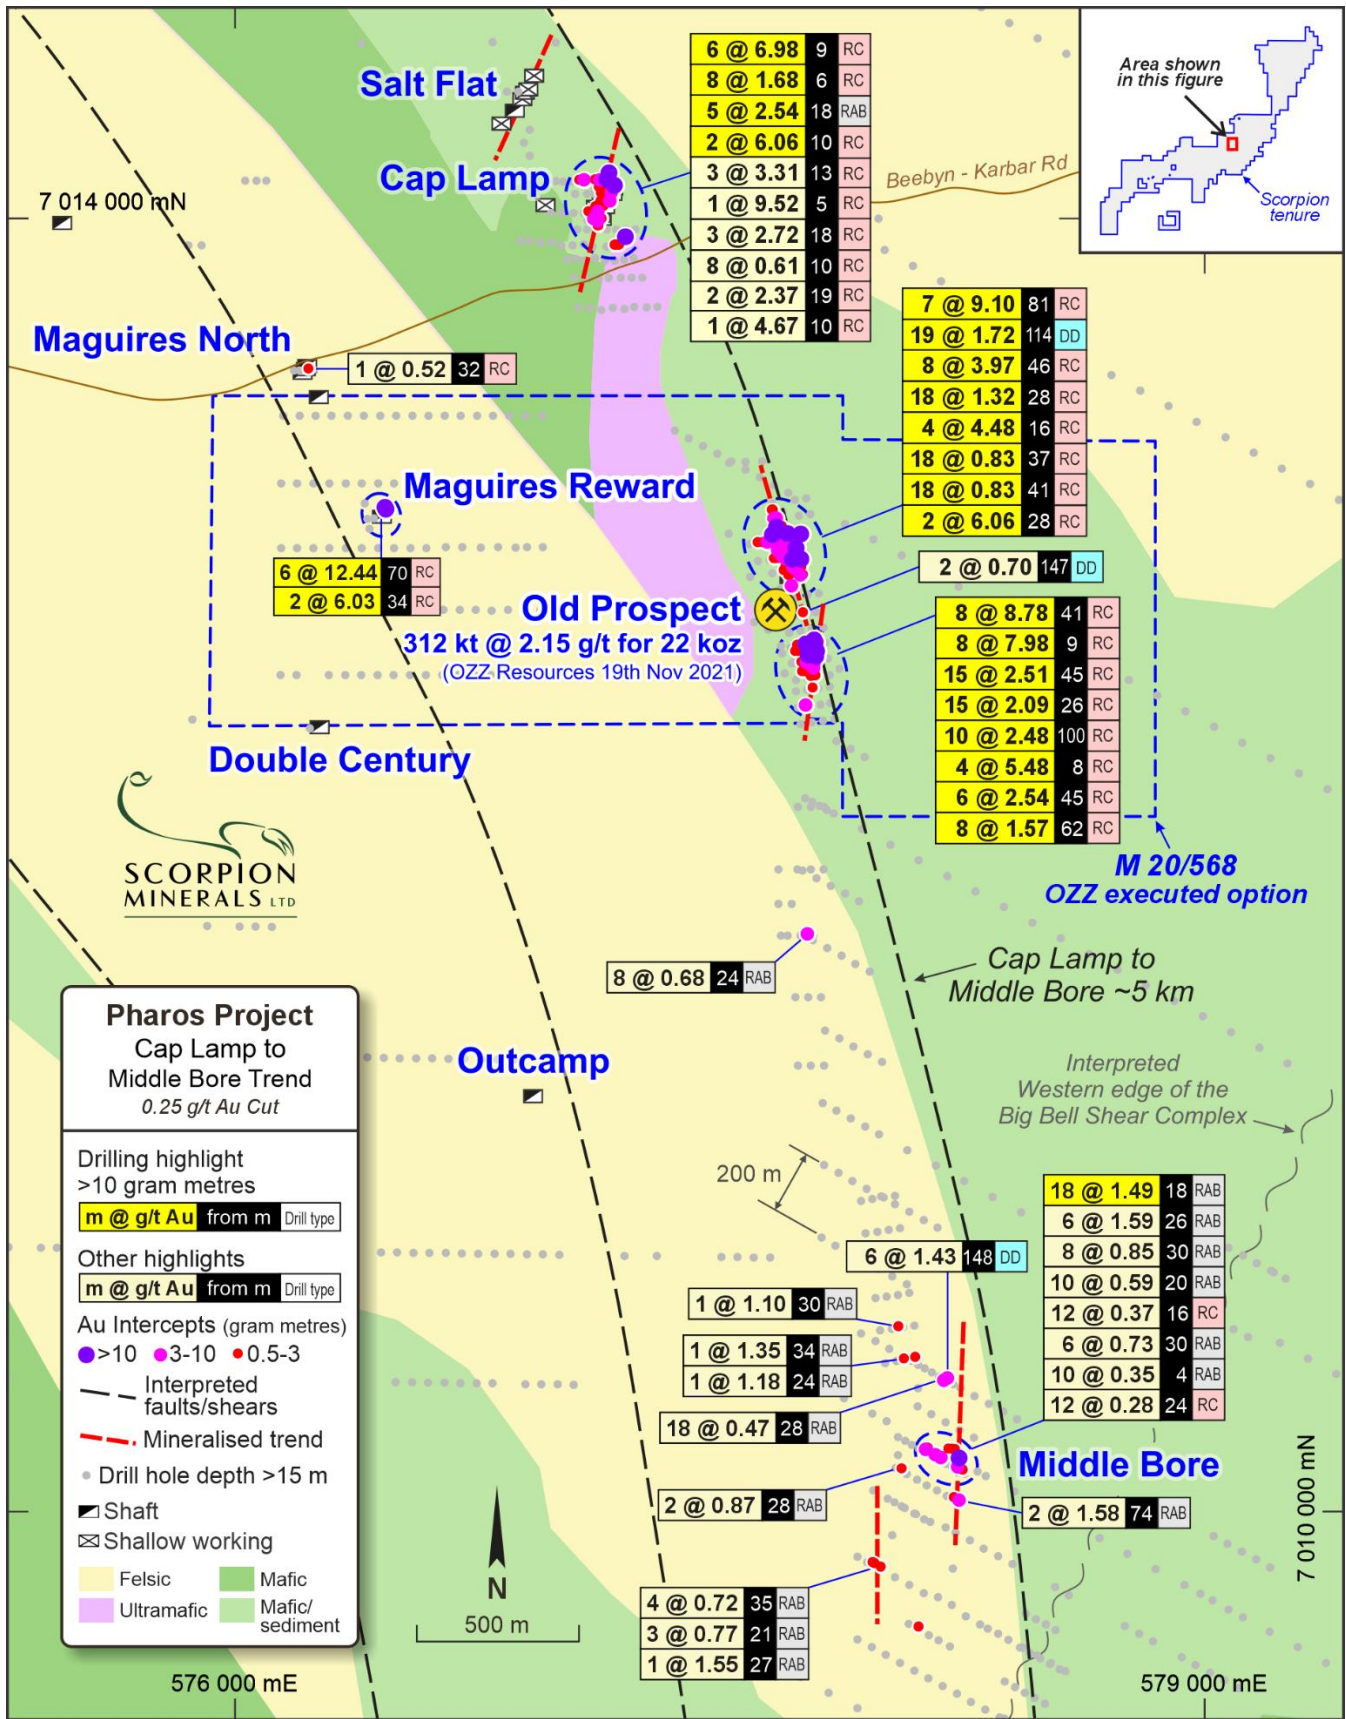 Salt Flat
Cap Lamp
7 014 000 mN
6 @ 6.98 9 RC
8 @ 1.68 6 RC
5 @ 2.54 18 RAB
2 @ 6.06 10 RC
3 @ 3.31 13 RC
1 @ 9.52 5 RC
3 @ 2.72 18 RC
8 @ 0.61 10 RC
2 @ 2.37 19 RC
1 @ 4.67 10 RC
Beebyn - Karbar Rd
Area shown
in this figure
Scorpion
tenure
Maguires North
1 @ 0.52 32 RC
7 @ 9.10 81 RC
19 @ 1.72 114 DD
8 @ 3.97 46 RC
18 @ 1.32 28 RC
4 @ 4.48 16 RC
18 @ 0.83 37 RC
18 @ 0.83 41 RC
2 @ 6.06 28 RC
Maguires Reward
6 @ 12.44 70 RC
2 @ 6.03 34 RC
2 @ 0.70 147 DD
Old Prospect
312 kt @ 2.15 g/t for 22 koz
(OZZ Resources 19th Nov 2021)
8 @ 8.78 41 RC
8 @ 7.98 9 RC
15 @ 2.51 45 RC
15 @ 2.09 26 RC
10 @ 2.48 100 RC
4 @ 5.48 8 RC
6 @ 2.54 45 RC
8 @ 1.57 62 RC
Double Century
SCORPION
MINERALS LTD
M 20/568
OZZ executed option
8 @ 0.68 24 RAB
Cap Lamp to
Middle Bore ~5 km
Outcamp
Interpreted
Western edge of the
Big Bell Shear Complex
200 m
Pharos Project
Cap Lamp to
Middle Bore Trend
0.25 g/t Au Cut
Drilling highlight
>10 gram metres
m @ g/t Au from m Drill type
Other highlights
m @ g/t Au from m Drill type
Au Intercepts (gram metres)
>10 3-10 0.5-3
Interpreted
faults/shears
Mineralised trend
Drill hole depth >15 m
Shaft
Shallow working
Felsic Mafic
Ultramafic Mafic/
sediment
6 @ 1.43 148 DD
1 @ 1.10 30 RAB
1 @ 1.35 34 RAB
1 @ 1.18 24 RAB
18 @ 0.47 28 RAB
2 @ 0.87 28 RAB
18 @ 1.49 18 RAB
6 @ 1.59 26 RAB
8 @ 0.85 30 RAB
10 @ 0.59 20 RAB
12 @ 0.37 16 RC
6 @ 0.73 30 RAB
10 @ 0.35 4 RAB
12 @ 0.28 24 RC
Middle Bore
2 @ 1.58 74 RAB
7 010 000 mN
4 @ 0.72 35 RAB
3 @ 0.77 21 RAB
1 @ 1.55 27 RAB
N
500 m
576 000 mE
579 000 mE